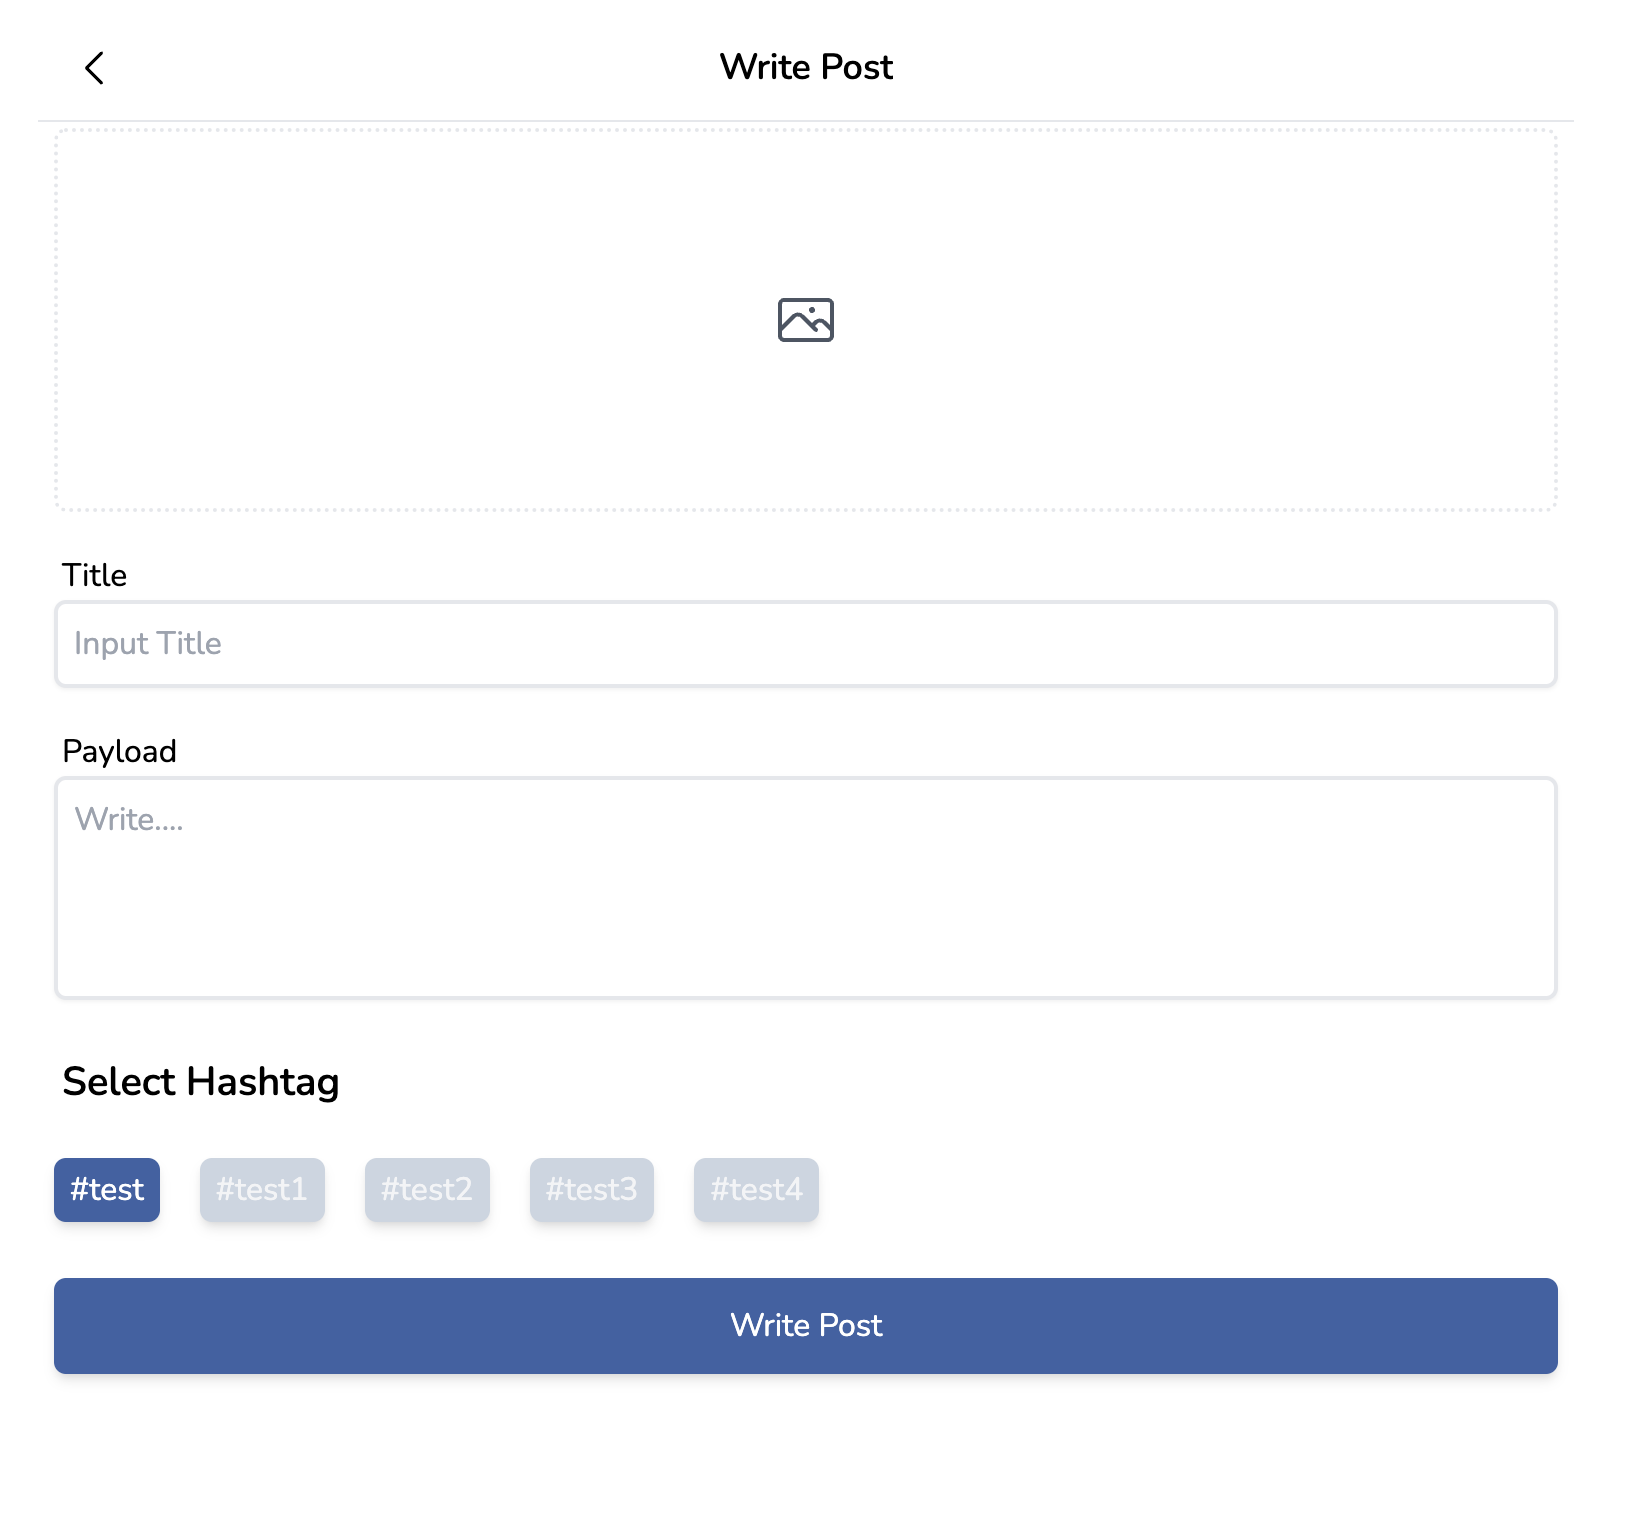 Write Post
Title
Input Title
Payload
Write....
Select Hashtag
#test #test1 #test2 #test3 #test4
Write Post